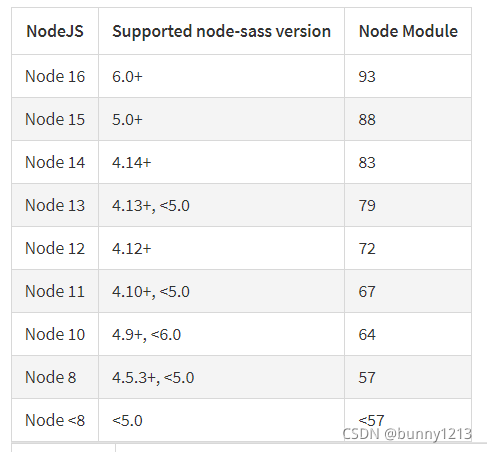 NodeJS Supported node-sass version Node Module
Node 16 6.0+ 93
Node 15 5.0+ 88
Node 14 4.14+ 83
Node 13 4.13+, <5.0 79
Node 12 4.12+ 72
Node 11 4.10+, <5.0 67
Node 10 4.9+, <6.0 64
Node 8 4.5.3+, <5.0 57
Node <8 <5.0 <57
CSDN @bunny1213